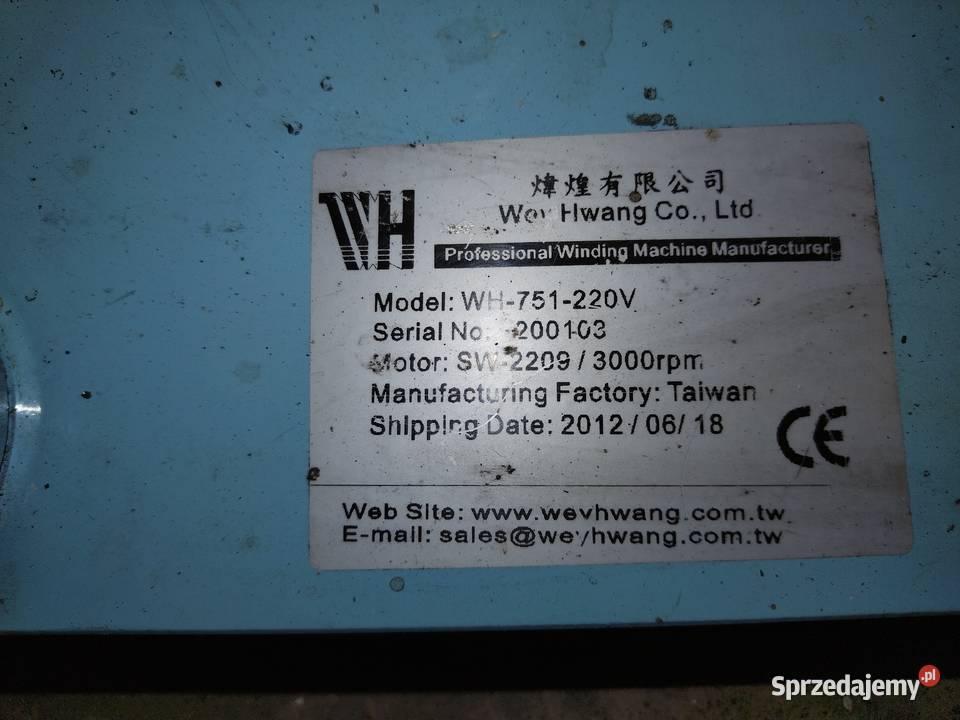 WH
煒煌有限公司
Wey Hwang Co., Ltd
Professional Winding Machine Manufacturer
Model: WH-751-220V
Serial No. 200103
Motor: SW-2209 / 3000rpm
Manufacturing Factory: Taiwan
Shipping Date: 2012 / 06 / 18
CE
Web Site: www.weyhwang.com.tw
E-mail: sales@weyhwang.com.tw
Sprzedajemy.pl